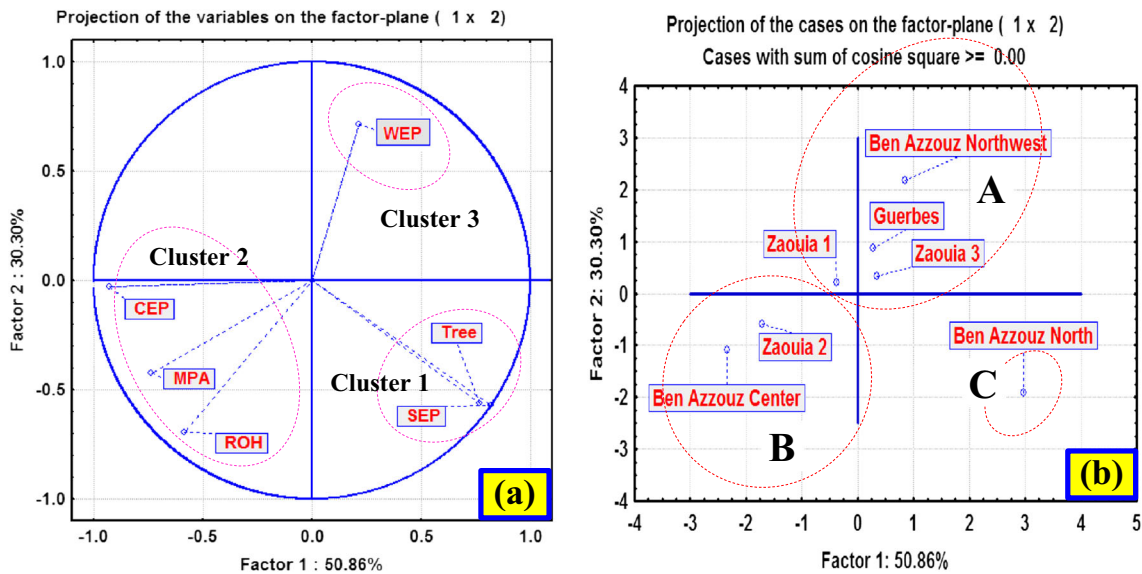 Projection of the variables on the factor-plane ( 1 x 2)
1.0
0.5
0.0
-0.5
-1.0
Factor 2 : 30.30%
WEP
Cluster 3
Cluster 2
CEP
MPA
ROH
Tree
Cluster 1
SEP
(a)
-1.0 -0.5 0.0 0.5 1.0
Factor 1 : 50.86%
Projection of the cases on the factor-plane ( 1 x 2)
Cases with sum of cosine square >= 0.00
4
3
2
1
0
-1
-2
-3
-4
Factor 2: 30.30%
Ben Azzouz Northwest
A
Guerbes
Zaouia 1
Zaouia 3
Zaouia 2
Ben Azzouz North
Ben Azzouz Center
C
B
(b)
-4 -3 -2 -1 0 1 2 3 4 5
Factor 1: 50.86%